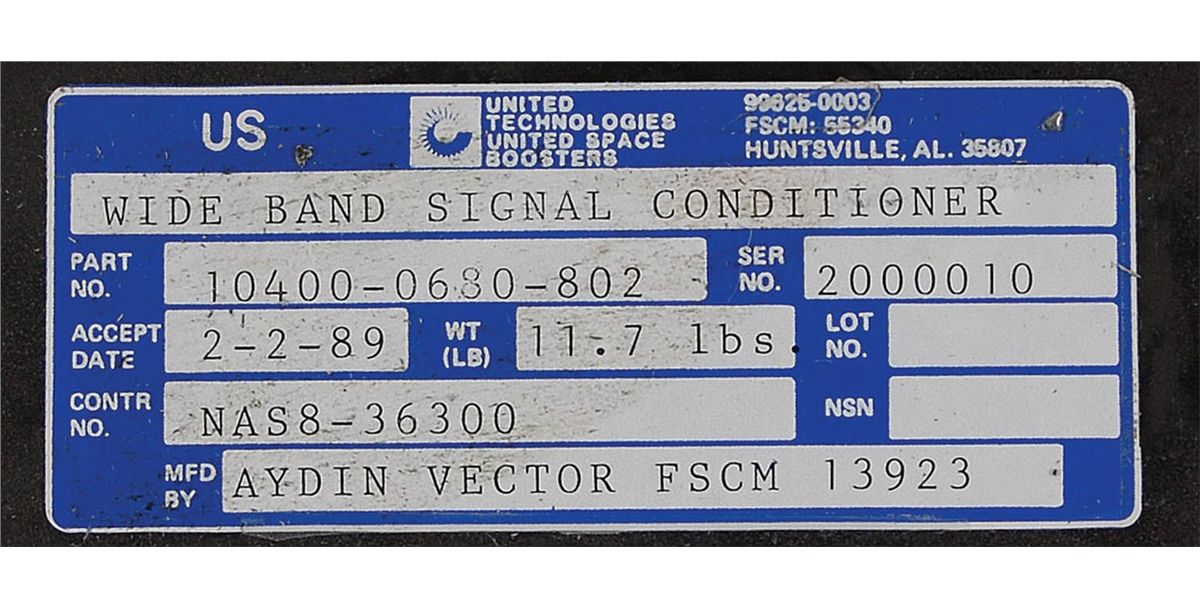 US
UNITED
TECHNOLOGIES
UNITED SPACE
BOOSTERS
99625-0003
FSCM: 55340
HUNTSVILLE, AL. 35807
WIDE BAND SIGNAL CONDITIONER
PART NO. 10400-0680-802
SER NO. 2000010
ACCEPT DATE 2-2-89
WT (LB) 11.7 lbs.
LOT NO.
CONTR NO. NAS8-36300
NSN
MFD BY AYDIN VECTOR FSCM 13923